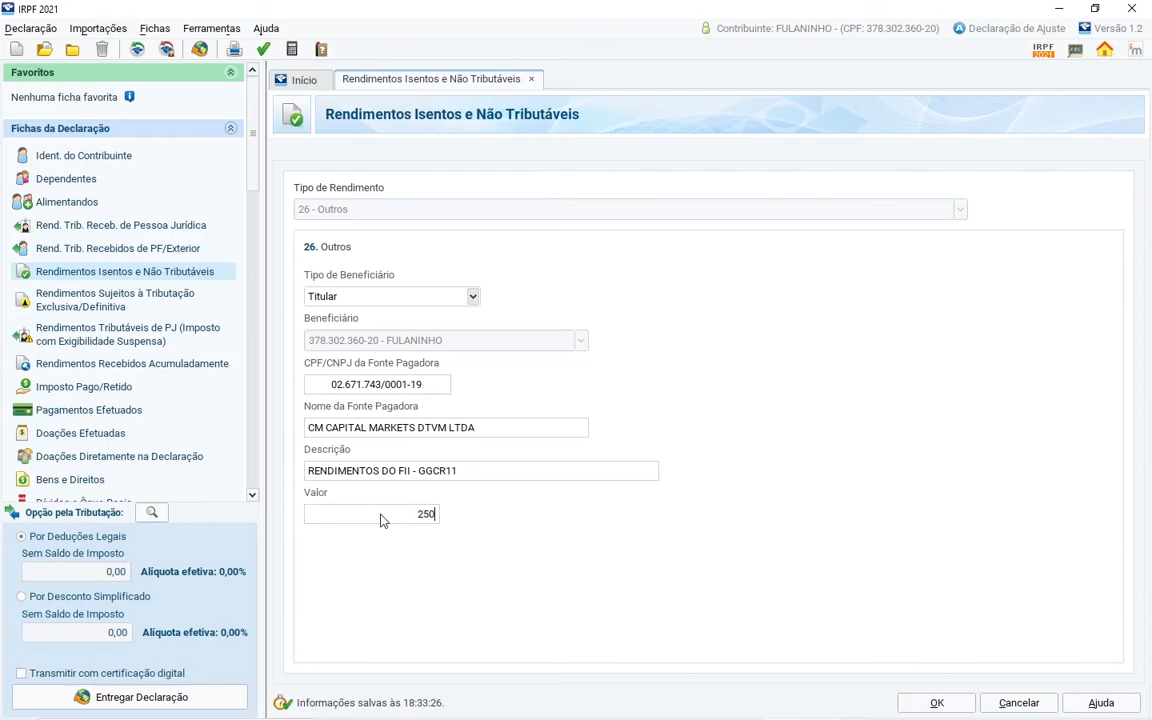 IRPF 2021
Declaração Importações Fichas Ferramentas Ajuda
Contribuinte: FULANINHO - (CPF: 378.302.360-20) Declaração de Ajuste Versão 1.2
IRPF
2021
Favoritos
Nenhuma ficha favorita
Fichas da Declaração
Ident. do Contribuinte
Dependentes
Alimentandos
Rend. Trib. Receb. de Pessoa Jurídica
Rend. Trib. Recebidos de PF/Exterior
Rendimentos Isentos e Não Tributáveis
Rendimentos Sujeitos à Tributação
Exclusiva/Definitiva
Rendimentos Tributáveis de PJ (Imposto
com Exigibilidade Suspensa)
Rendimentos Recebidos Acumuladamente
Imposto Pago/Retido
Pagamentos Efetuados
Doações Efetuadas
Doações Diretamente na Declaração
Bens e Direitos
Opção pela Tributação:
Por Deduções Legais
Sem Saldo de Imposto
0,00 Alíquota efetiva: 0,00%
Por Desconto Simplificado
Sem Saldo de Imposto
0,00 Alíquota efetiva: 0,00%
Transmitir com certificação digital
Entregar Declaração
Início Rendimentos Isentos e Não Tributáveis ×
Rendimentos Isentos e Não Tributáveis
Tipo de Rendimento
26 - Outros
26. Outros
Tipo de Beneficiário
Titular
Beneficiário
378.302.360-20 - FULANINHO
CPF/CNPJ da Fonte Pagadora
02.671.743/0001-19
Nome da Fonte Pagadora
CM CAPITAL MARKETS DTVM LTDA
Descrição
RENDIMENTOS DO FII - GGCR11
Valor
250
Informações salvas às 18:33:26.
OK Cancelar Ajuda